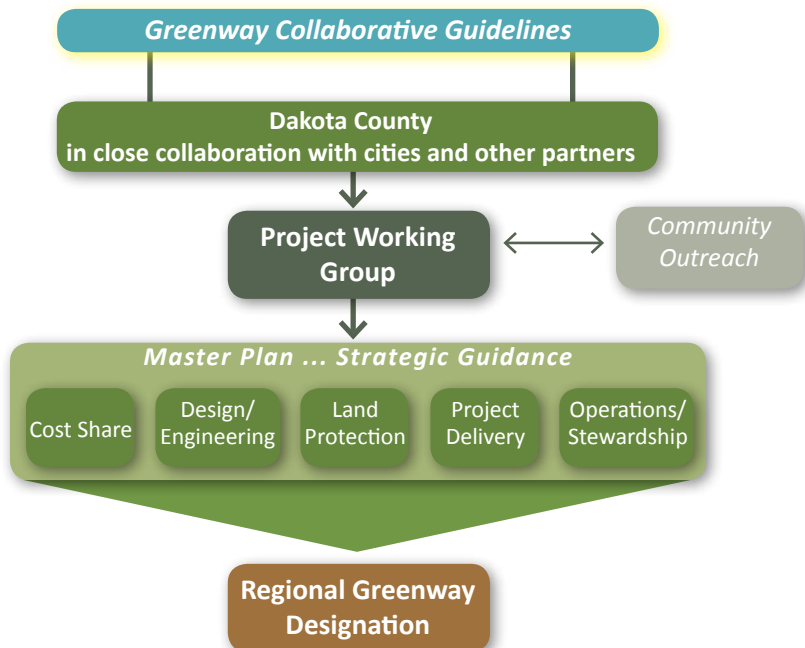 Greenway Collaborative Guidelines
Dakota County
in close collaboration with cities and other partners
Project Working
Group
Community
Outreach
Master Plan ... Strategic Guidance
Cost Share
Design/
Engineering
Land
Protection
Project
Delivery
Operations/
Stewardship
Regional Greenway
Designation